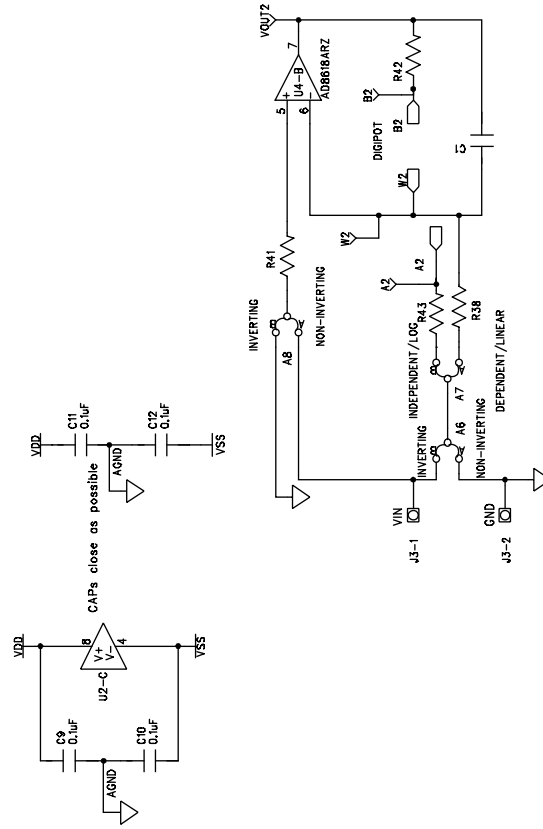 VDD
C11
0.1uF
AGND
C12
0.1uF
VSS
CAPs close as possible
VDD
8
V+
V-
4
U2-C
VSS
C9
0.1uF
AGND
C10
0.1uF
VOUT2
7
U4-B
AD8618ARZ
5
+
6
-
R42
B2
B2
DIGIPOT
W2
W2
C1
R41
INVERTING
B
A
A8
NON-INVERTING
A2
A2
INDEPENDENT/LOG
R43
R38
B
A
A7
DEPENDENT/LINEAR
INVERTING
B
A
A6
NON-INVERTING
VIN
J3-1
GND
J3-2